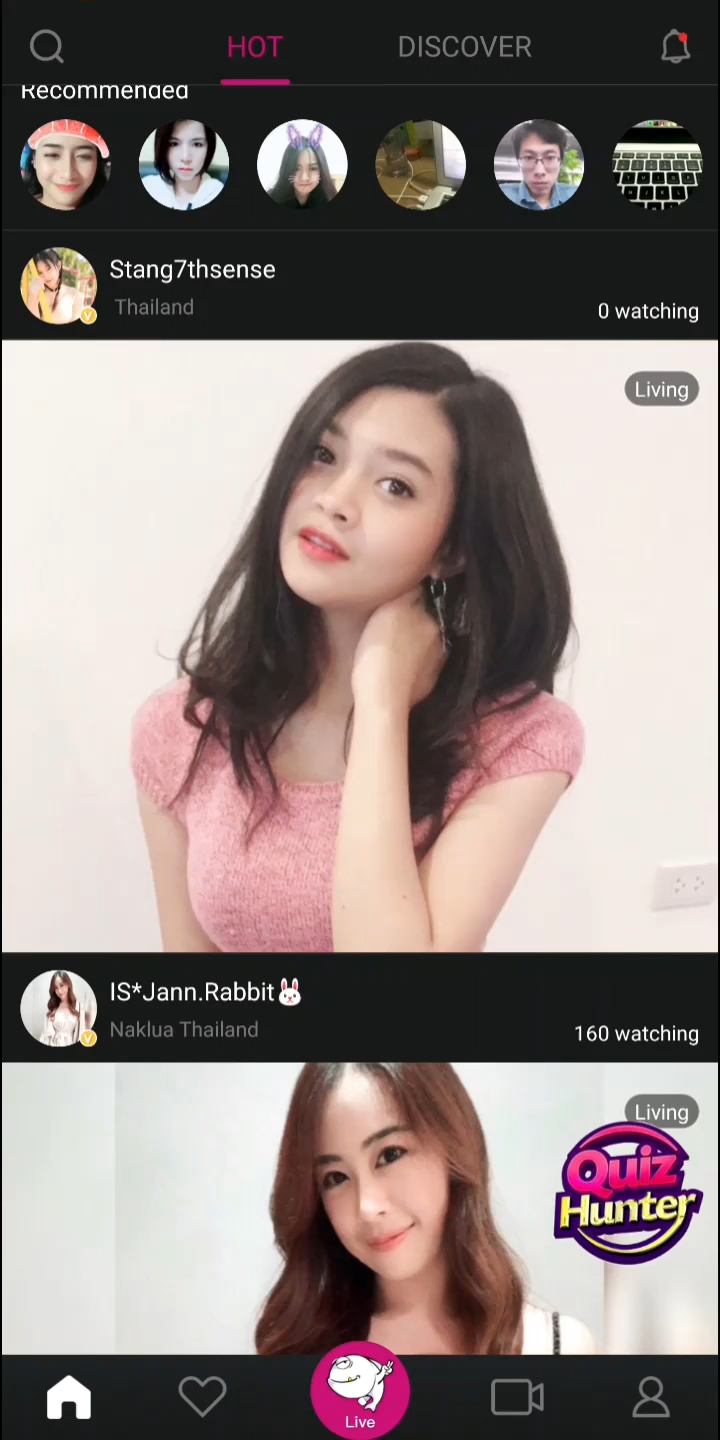 HOT
DISCOVER
Recommended
Stang7thsense
Thailand
0 watching
Living
IS*Jann.Rabbit🐰
Naklua Thailand
160 watching
Living
Quiz
Hunter
Live